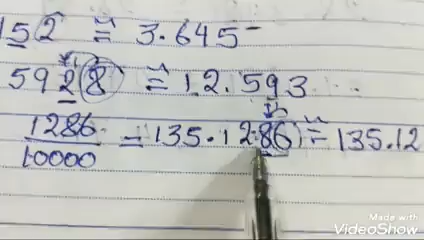 152 ≅ 3.645
5928 ≅ 12.593
1286/10000 = 135.1286 ≅ 135.12
Made with
VideoShow